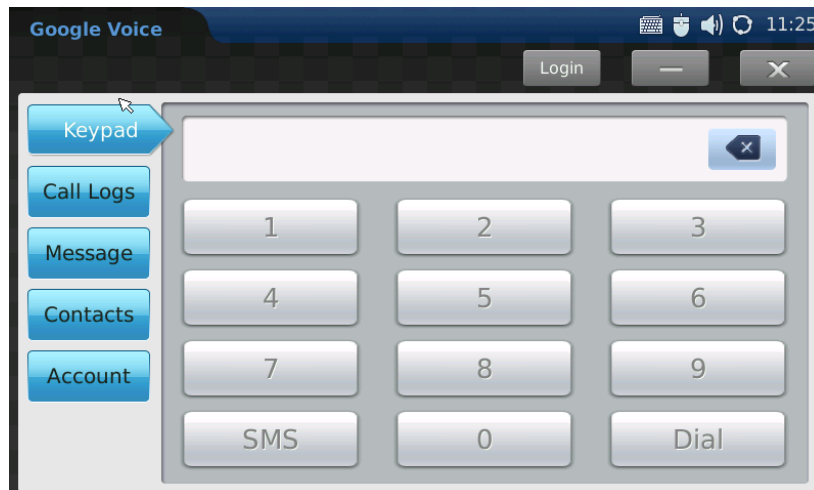 Google Voice 11:25
Login
Keypad
Call Logs
Message
Contacts
Account
1 2 3
4 5 6
7 8 9
SMS 0 Dial